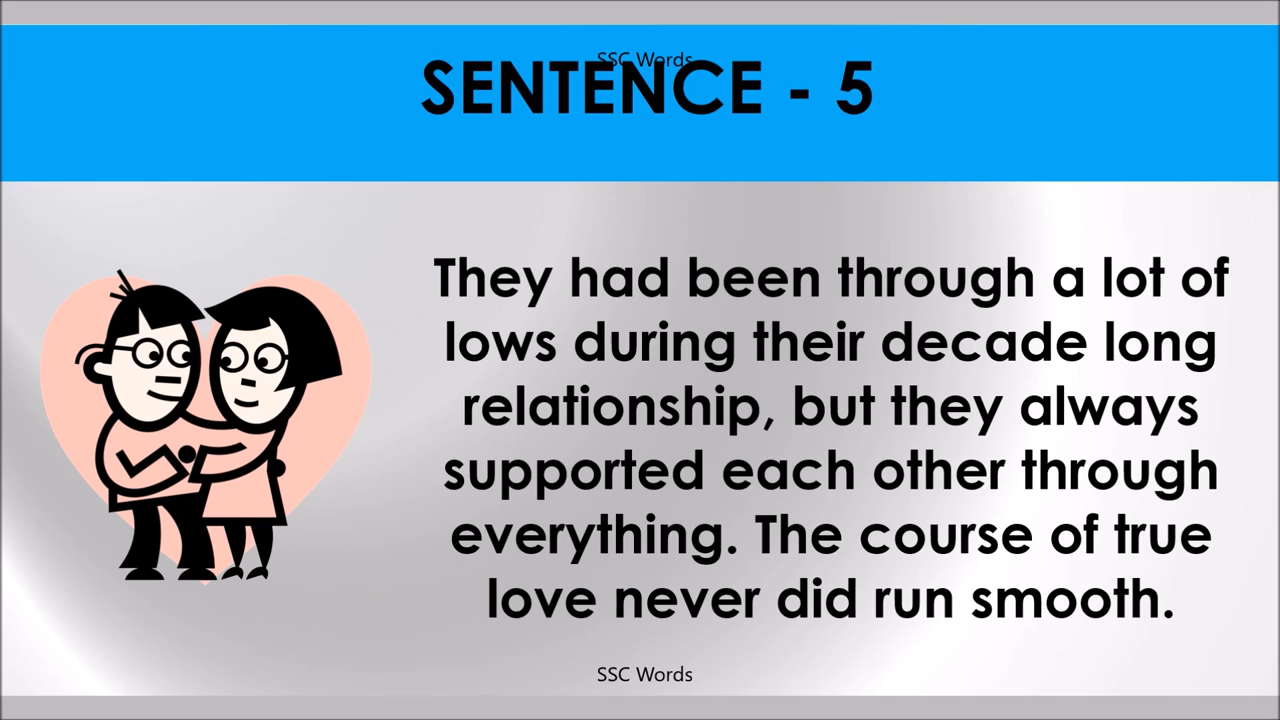 SSC Words
SENTENCE - 5
They had been through a lot of
lows during their decade long
relationship, but they always
supported each other through
everything. The course of true
love never did run smooth.
SSC Words